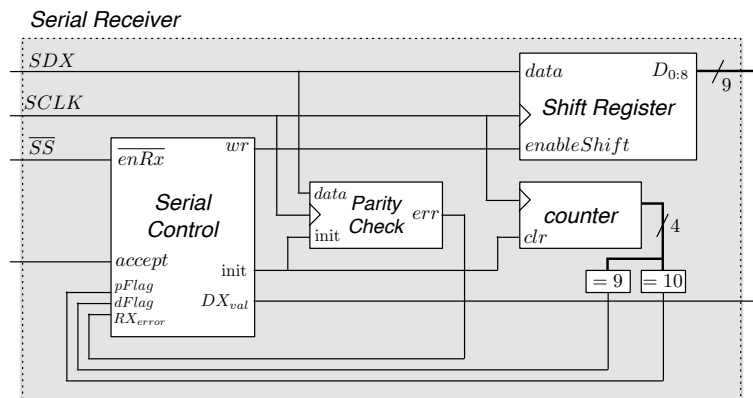 Serial Receiver
SDX
SCLK
SS
data
D0:8
9
Shift Register
enableShift
enRx
wr
Serial
Control
accept
pFlag
dFlag
RXerror
init
DXval
data
Parity
Check
err
init
counter
clr
4
= 9
= 10